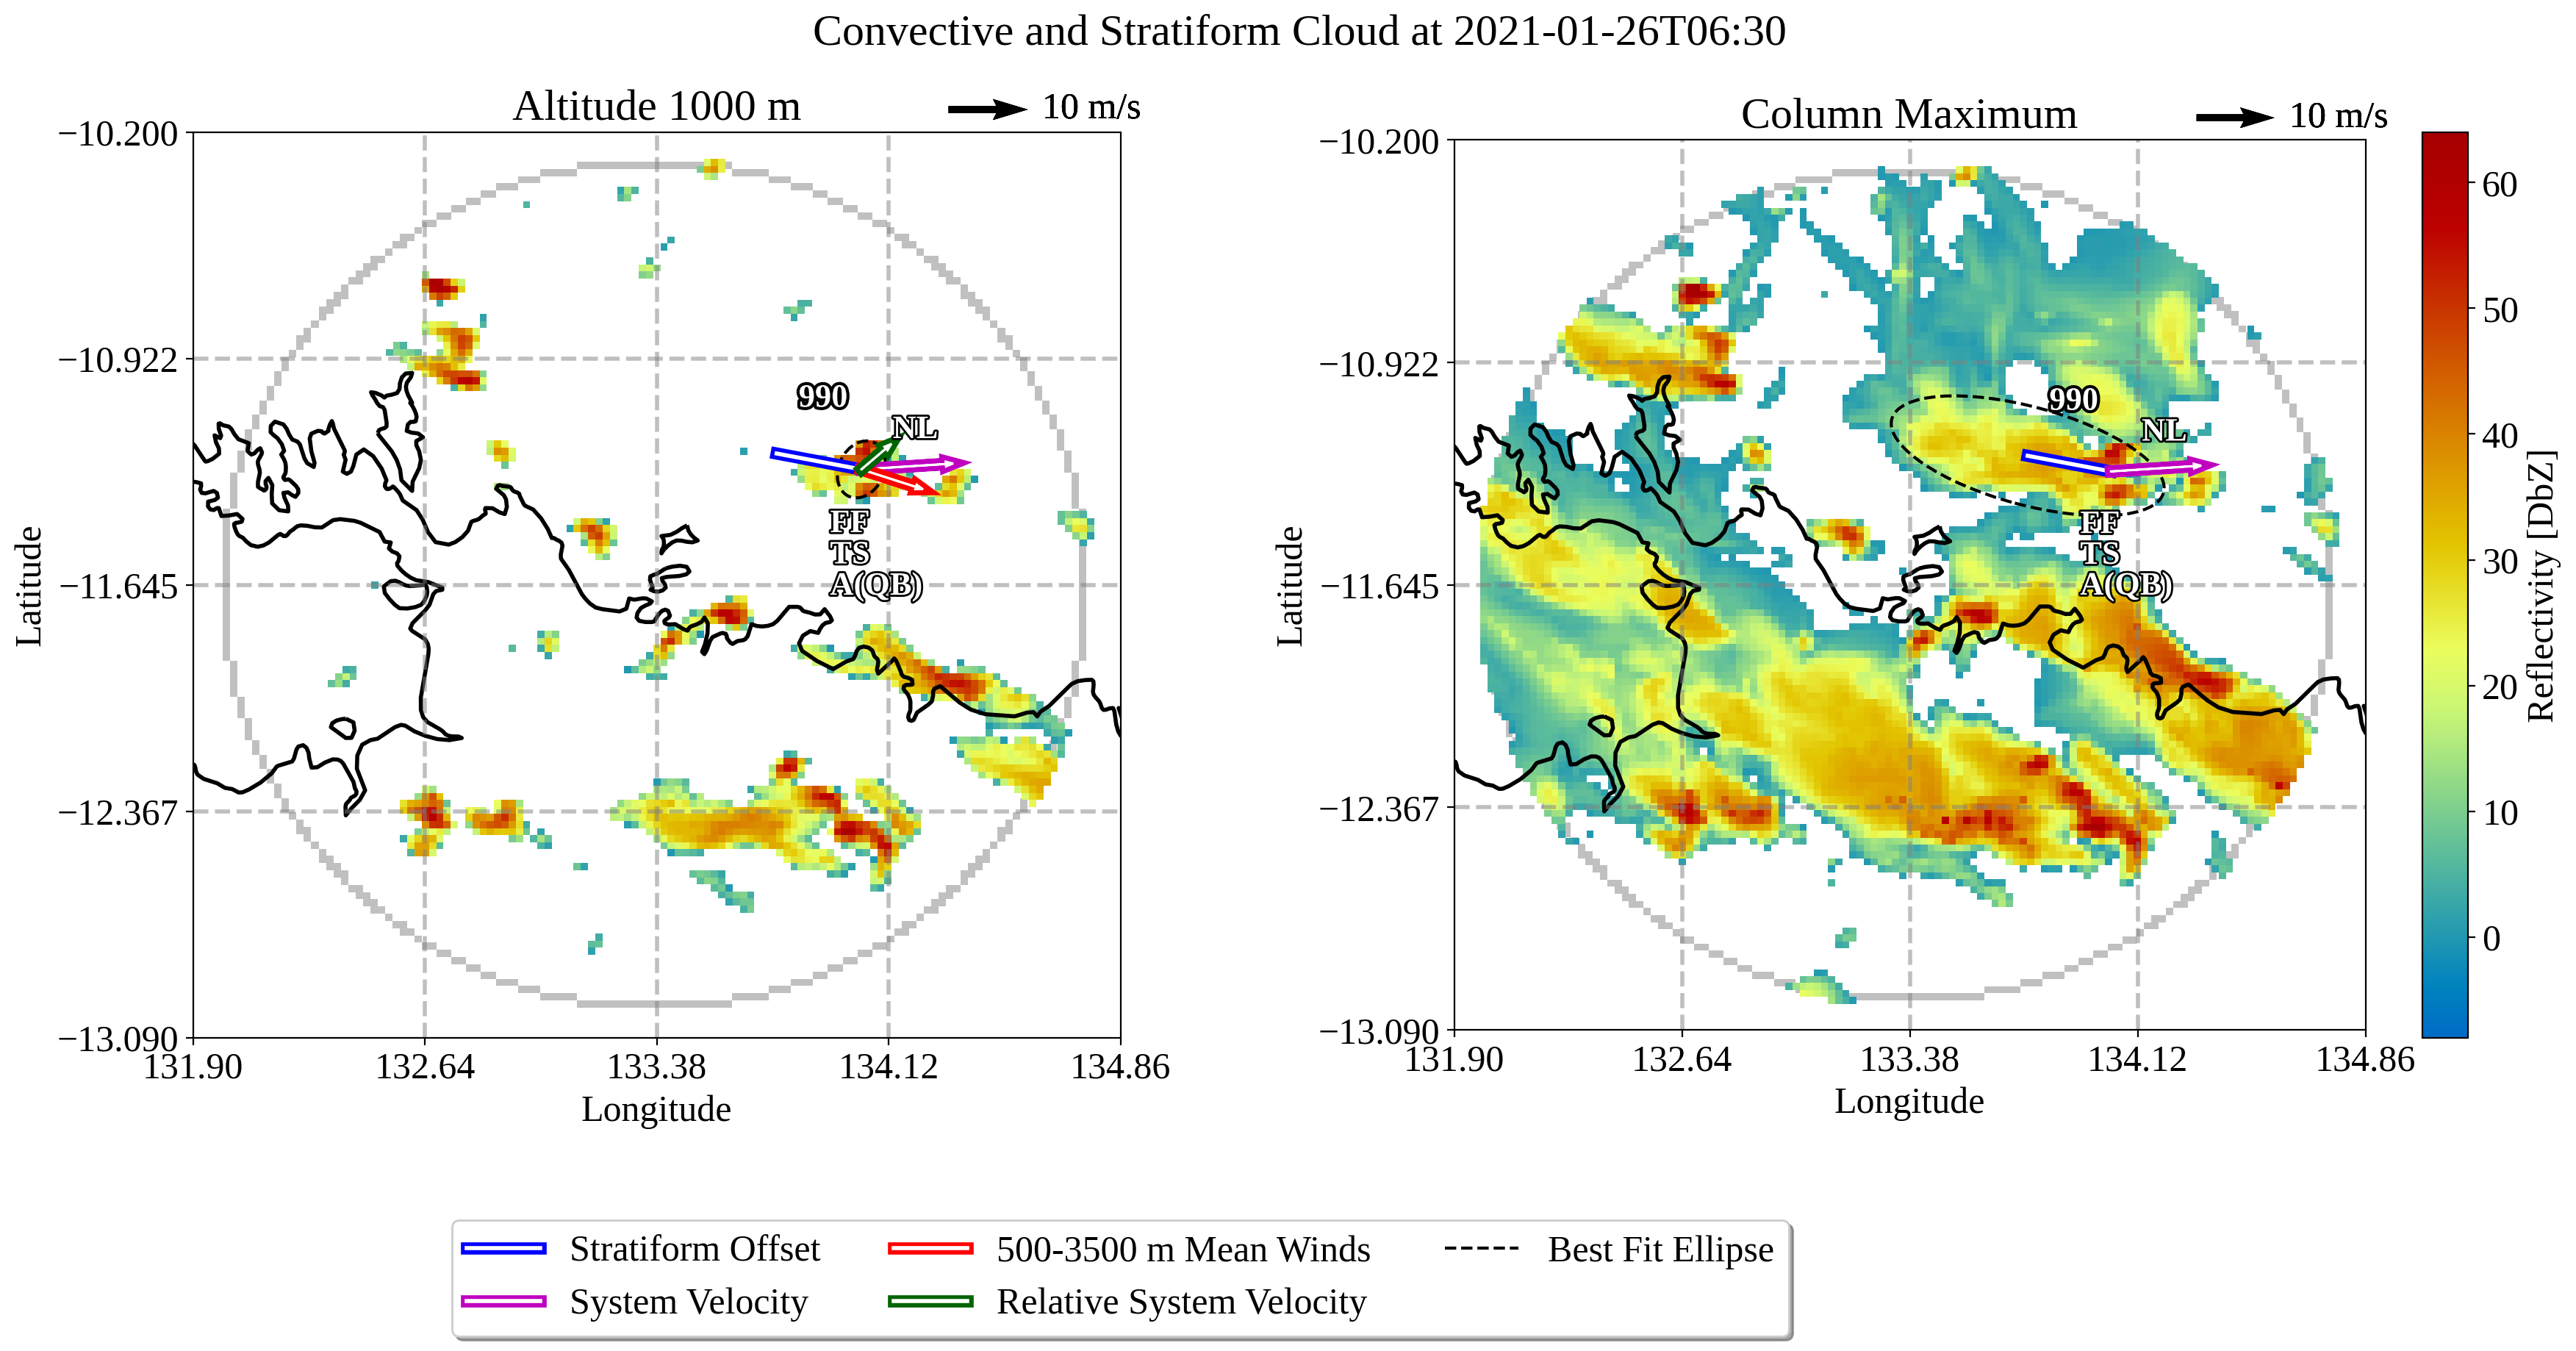 Convective and Stratiform Cloud at 2021-01-26T06:30
Altitude 1000 m
10 m/s
−10.200
−10.922
−11.645
−12.367
−13.090
Latitude
131.90
132.64
133.38
134.12
134.86
Longitude
990
NL
FF
TS
A(QB)
Column Maximum
10 m/s
−10.200
−10.922
−11.645
−12.367
−13.090
Latitude
131.90
132.64
133.38
134.12
134.86
Longitude
990
NL
FF
TS
A(QB)
60
50
40
30
20
10
0
Reflectivity [DbZ]
Stratiform Offset
System Velocity
500-3500 m Mean Winds
Relative System Velocity
Best Fit Ellipse